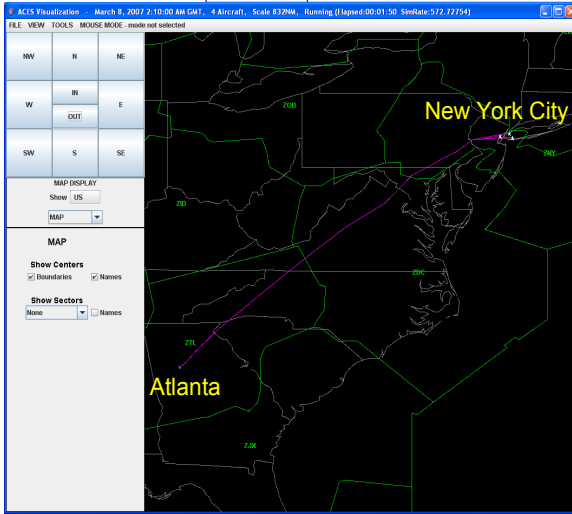 ACES Visualization - March 8, 2007 2:10:00 AM GMT, 4 Aircraft, Scale 832NM, Running (Elapsed:00:01:50 SimRate:572.72754)
FILE VIEW TOOLS MOUSE MODE - mode not selected
NW N NE
W IN E
OUT
SW S SE
MAP DISPLAY
Show US
MAP
MAP
Show Centers
Boundaries Names
Show Sectors
None Names
ZOB
New York City
ZNY
ZID
ZDC
ZTL
Atlanta
ZJX